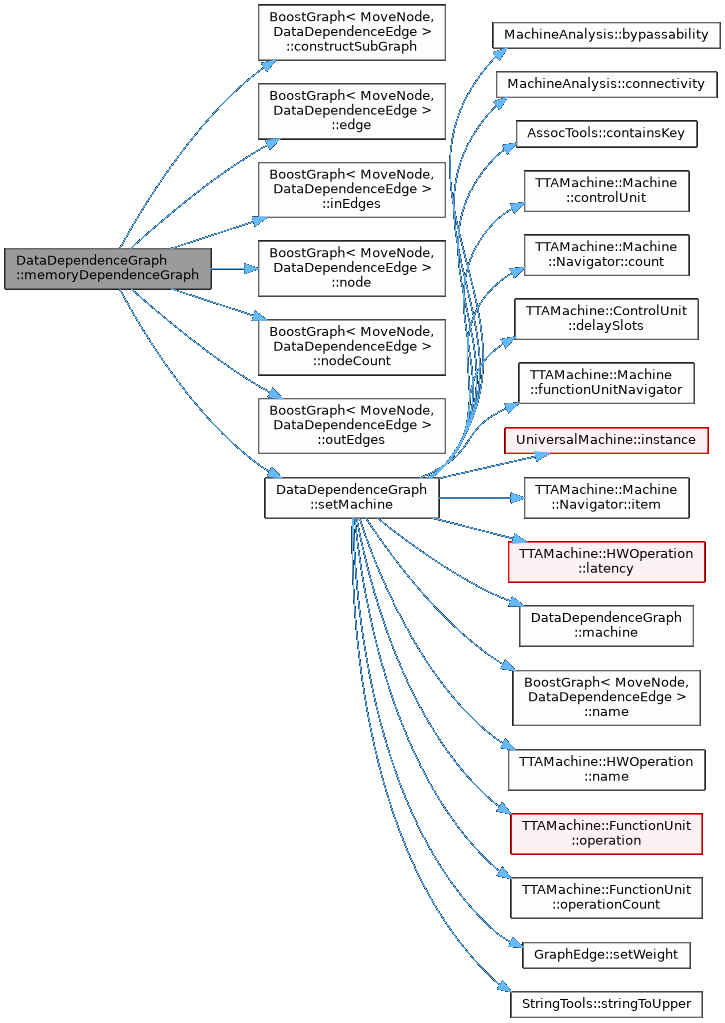 DataDependenceGraph
::memoryDependenceGraph
BoostGraph< MoveNode,
DataDependenceEdge >
::constructSubGraph
BoostGraph< MoveNode,
DataDependenceEdge >
::edge
BoostGraph< MoveNode,
DataDependenceEdge >
::inEdges
BoostGraph< MoveNode,
DataDependenceEdge >
::node
BoostGraph< MoveNode,
DataDependenceEdge >
::nodeCount
BoostGraph< MoveNode,
DataDependenceEdge >
::outEdges
DataDependenceGraph
::setMachine
MachineAnalysis::bypassability
MachineAnalysis::connectivity
AssocTools::containsKey
TTAMachine::Machine
::controlUnit
TTAMachine::Machine
::Navigator::count
TTAMachine::ControlUnit
::delaySlots
TTAMachine::Machine
::functionUnitNavigator
UniversalMachine::instance
TTAMachine::Machine
::Navigator::item
TTAMachine::HWOperation
::latency
DataDependenceGraph
::machine
BoostGraph< MoveNode,
DataDependenceEdge >
::name
TTAMachine::HWOperation
::name
TTAMachine::FunctionUnit
::operation
TTAMachine::FunctionUnit
::operationCount
GraphEdge::setWeight
StringTools::stringToUpper